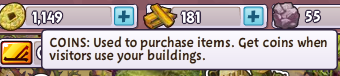 1,149 + 181 + 55
COINS: Used to purchase items. Get coins when
visitors use your buildings.